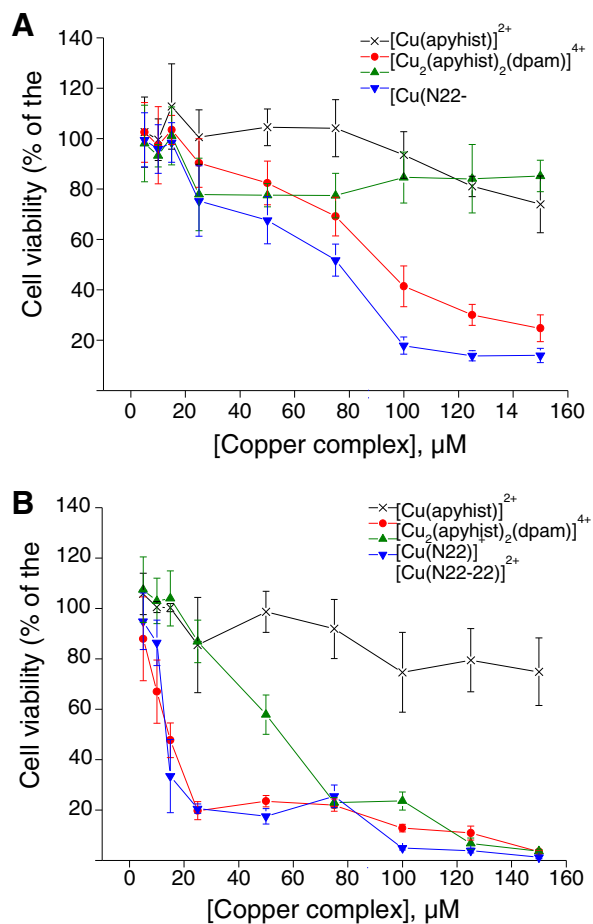 A
140
120
100
80
60
40
20
Cell viability (% of the
[Cu(apyhist)]²⁺
[Cu₂(apyhist)₂(dpam)]⁴⁺
[Cu(N22-
0 20 40 60 80 100 120 14 160
[Copper complex], µM
B
140
120
100
80
60
40
20
Cell viability (% of the
[Cu(apyhist)]²⁺
[Cu₂(apyhist)₂(dpam)]⁴⁺
[Cu(N22)]⁺
[Cu(N22-22)]²⁺
0 20 40 60 80 100 120 140 160
[Copper complex], µM